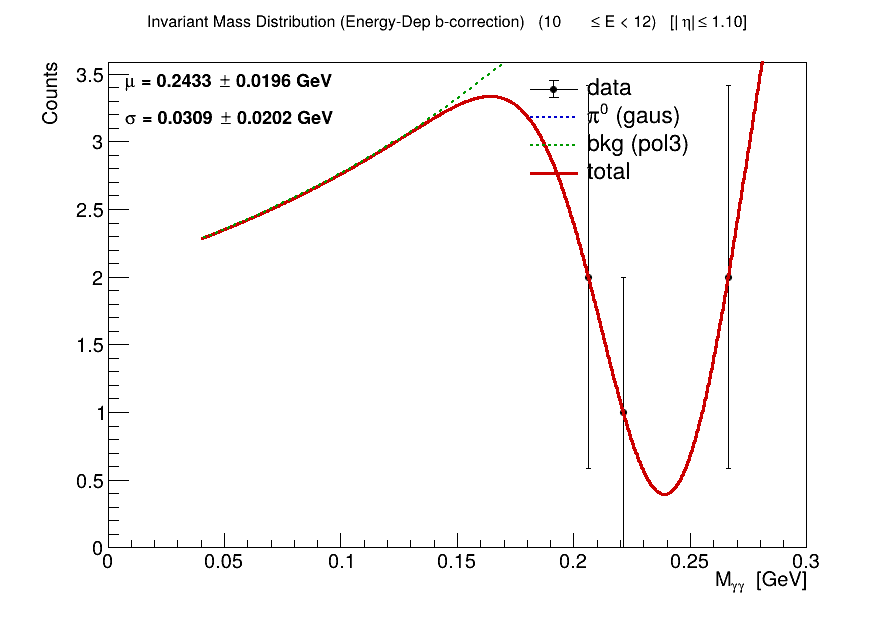 Invariant Mass Distribution (Energy-Dep b-correction) (10 ≤ E < 12) [|η|≤ 1.10]
Counts
μ = 0.2433 ± 0.0196 GeV
σ = 0.0309 ± 0.0202 GeV
data
π⁰ (gaus)
bkg (pol3)
total
3.5
3
2.5
2
1.5
1
0.5
0
0 0.05 0.1 0.15 0.2 0.25 0.3
Mγγ [GeV]